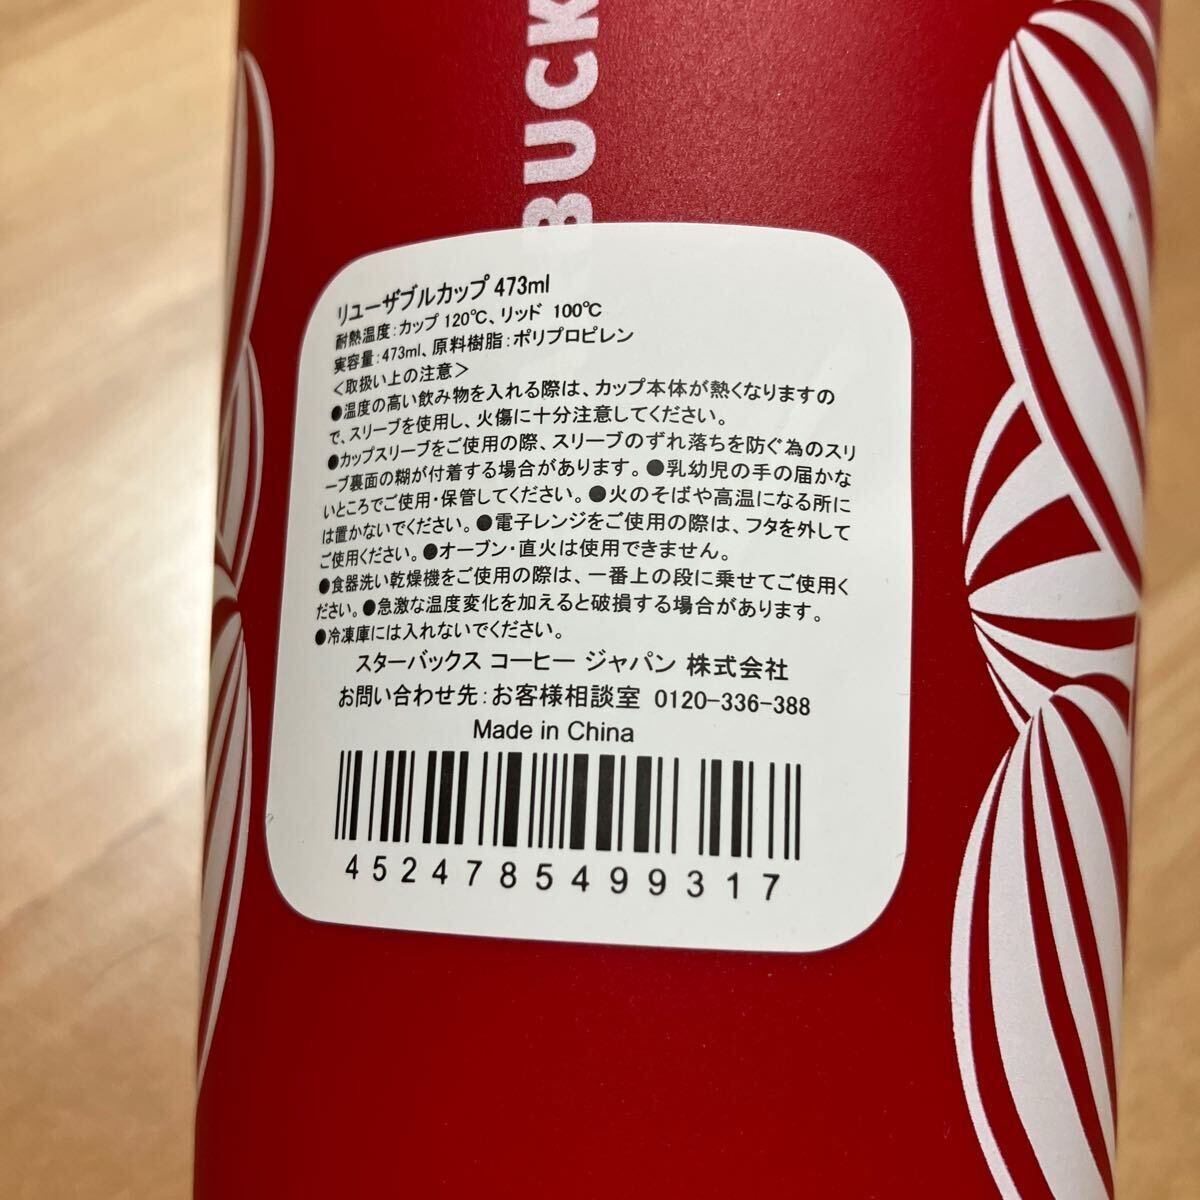 BUCK
リユーザブルカップ 473ml
耐熱温度:カップ 120℃、リッド 100℃
実容量:473ml、原料樹脂:ポリプロピレン
<取扱い上の注意>
●温度の高い飲み物を入れる際は、カップ本体が熱くなりますの
で、スリーブを使用し、火傷に十分注意してください。
●カップスリーブをご使用の際、スリーブのずれ落ちを防ぐ為のスリ
ーブ裏面の糊が付着する場合があります。●乳幼児の手の届かな
いところでご使用・保管してください。●火のそばや高温になる所に
は置かないでください。●電子レンジをご使用の際は、フタを外して
ご使用ください。●オーブン・直火は使用できません。
●食器洗い乾燥機をご使用の際は、一番上の段に乗せてご使用く
ださい。●急激な温度変化を加えると破損する場合があります。
●冷凍庫には入れないでください。
スターバックス コーヒー ジャパン 株式会社
お問い合わせ先:お客様相談室 0120-336-388
Made in China
4524785499317